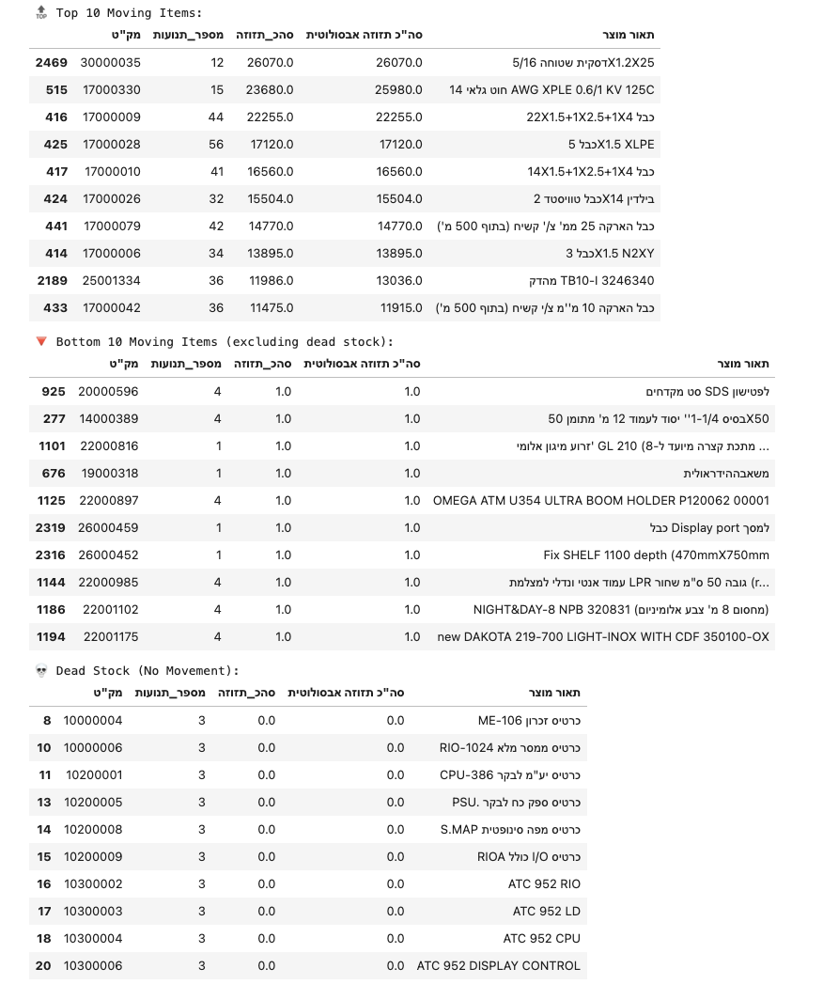 🔝 Top 10 Moving Items:
מק"ט מספר_תנועות סהכ_תזוזה סה"כ תזוזה אבסולוטית תאור מוצר
2469 30000035 12 26070.0 26070.0 X1.2X25דסקית שטוחה 5/16
515 17000330 15 23680.0 25980.0 AWG XPLE 0.6/1 KV 125C חוט גלאי 14
416 17000009 44 22255.0 22255.0 כבל 22X1.5+1X2.5+1X4
425 17000028 56 17120.0 17120.0 X1.5 XLPEכבל 5
417 17000010 41 16560.0 16560.0 כבל 14X1.5+1X2.5+1X4
424 17000026 32 15504.0 15504.0 בילדין X14כבל טוויסטד 2
441 17000079 42 14770.0 14770.0 כבל הארקה 25 ממ' צ/י קשיח (בתוף 500 מ')
414 17000006 34 13895.0 13895.0 X1.5 N2XYכבל 3
2189 25001334 36 11986.0 13036.0 3246340 TB10-I מהדק
433 17000042 36 11475.0 11915.0 כבל הארקה 10 מ''מ צ/י קשיח (בתוף 500 מ')
🔻 Bottom 10 Moving Items (excluding dead stock):
מק"ט מספר_תנועות סהכ_תזוזה סה"כ תזוזה אבסולוטית תאור מוצר
925 20000596 4 1.0 1.0 לפטישון SDS סט מקדחים
277 14000389 4 1.0 1.0 X50בסיס 1-1/4'' יסוד לעמוד 12 מ' מתומן 50
1101 22000816 1 1.0 1.0 ... מתכת קצרה מיועד ל-8) GL 210 'זרוע מיגון אלומי
676 19000318 1 1.0 1.0 משאבההידראולית
1125 22000897 4 1.0 1.0 OMEGA ATM U354 ULTRA BOOM HOLDER P120062 00001
2319 26000459 1 1.0 1.0 למסך Display port כבל
2316 26000452 1 1.0 1.0 Fix SHELF 1100 depth (470mmX750mm
1144 22000985 4 1.0 1.0 ...r) גובה 50 ס"מ שחור LPR עמוד אנטי ונדלי למצלמת
1186 22001102 4 1.0 1.0 NIGHT&DAY-8 NPB 320831 (מחסום 8 מ' צבע אלומיניום)
1194 22001175 4 1.0 1.0 new DAKOTA 219-700 LIGHT-INOX WITH CDF 350100-OX
💀 Dead Stock (No Movement):
מק"ט מספר_תנועות סהכ_תזוזה סה"כ תזוזה אבסולוטית תאור מוצר
8 10000004 3 0.0 0.0 כרטיס זכרון ME-106
10 10000006 3 0.0 0.0 כרטיס ממסר מלא RIO-1024
11 10200001 3 0.0 0.0 כרטיס יע"מ לבקר CPU-386
13 10200005 3 0.0 0.0 כרטיס ספק כח לבקר .PSU
14 10200008 3 0.0 0.0 כרטיס מפה סינופטית S.MAP
15 10200009 3 0.0 0.0 כרטיס I/O כולל RIOA
16 10300002 3 0.0 0.0 ATC 952 RIO
17 10300003 3 0.0 0.0 ATC 952 LD
18 10300004 3 0.0 0.0 ATC 952 CPU
20 10300006 3 0.0 0.0 ATC 952 DISPLAY CONTROL